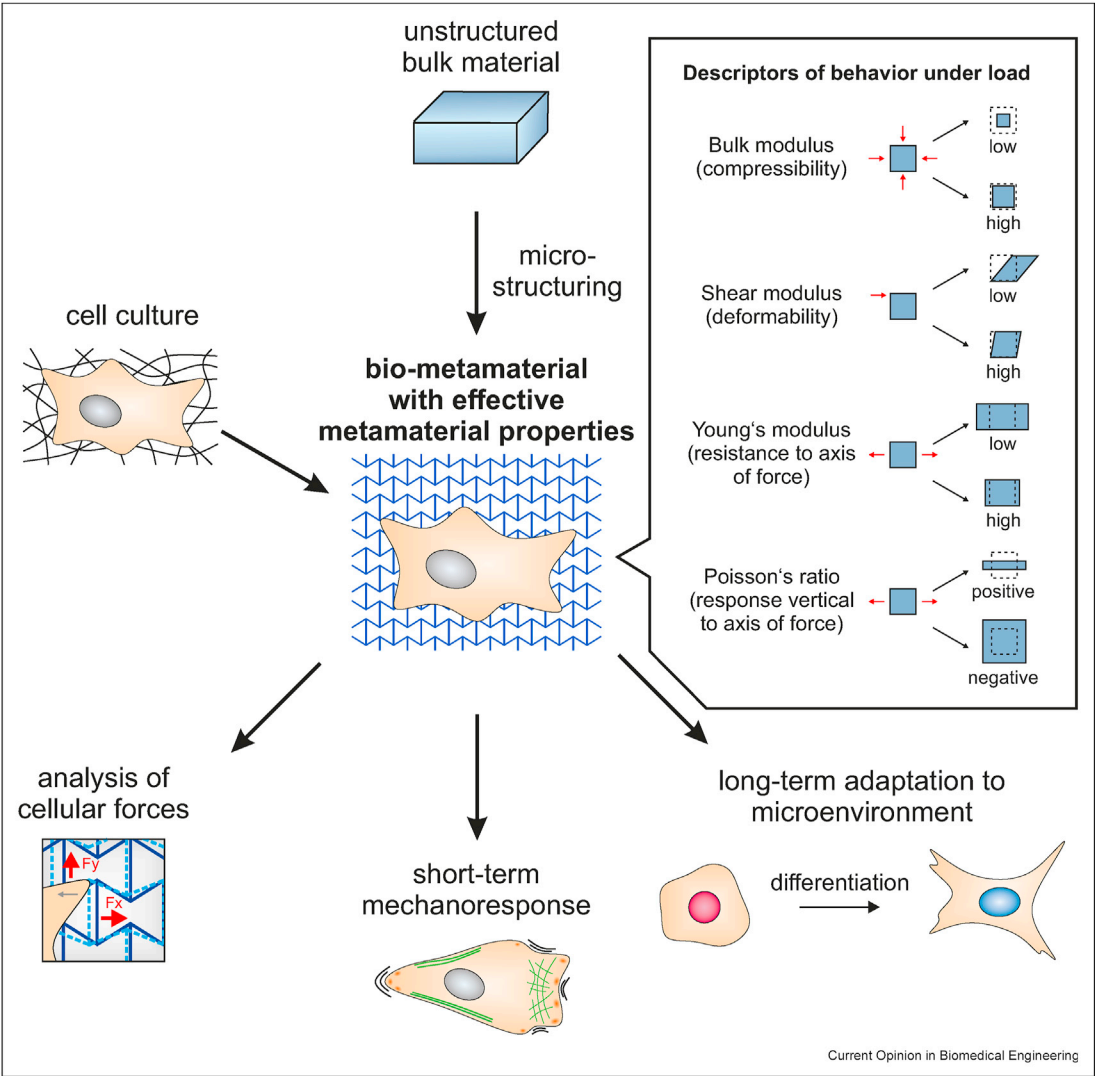 unstructured
bulk material
micro-
structuring
cell culture
bio-metamaterial
with effective
metamaterial properties
Descriptors of behavior under load
Bulk modulus
(compressibility)
low
high
Shear modulus
(deformability)
low
high
Young‘s modulus
(resistance to axis
of force)
low
high
Poisson‘s ratio
(response vertical
to axis of force)
positive
negative
analysis of
cellular forces
Fy
Fx
short-term
mechanoresponse
long-term adaptation to
microenvironment
differentiation
Current Opinion in Biomedical Engineering